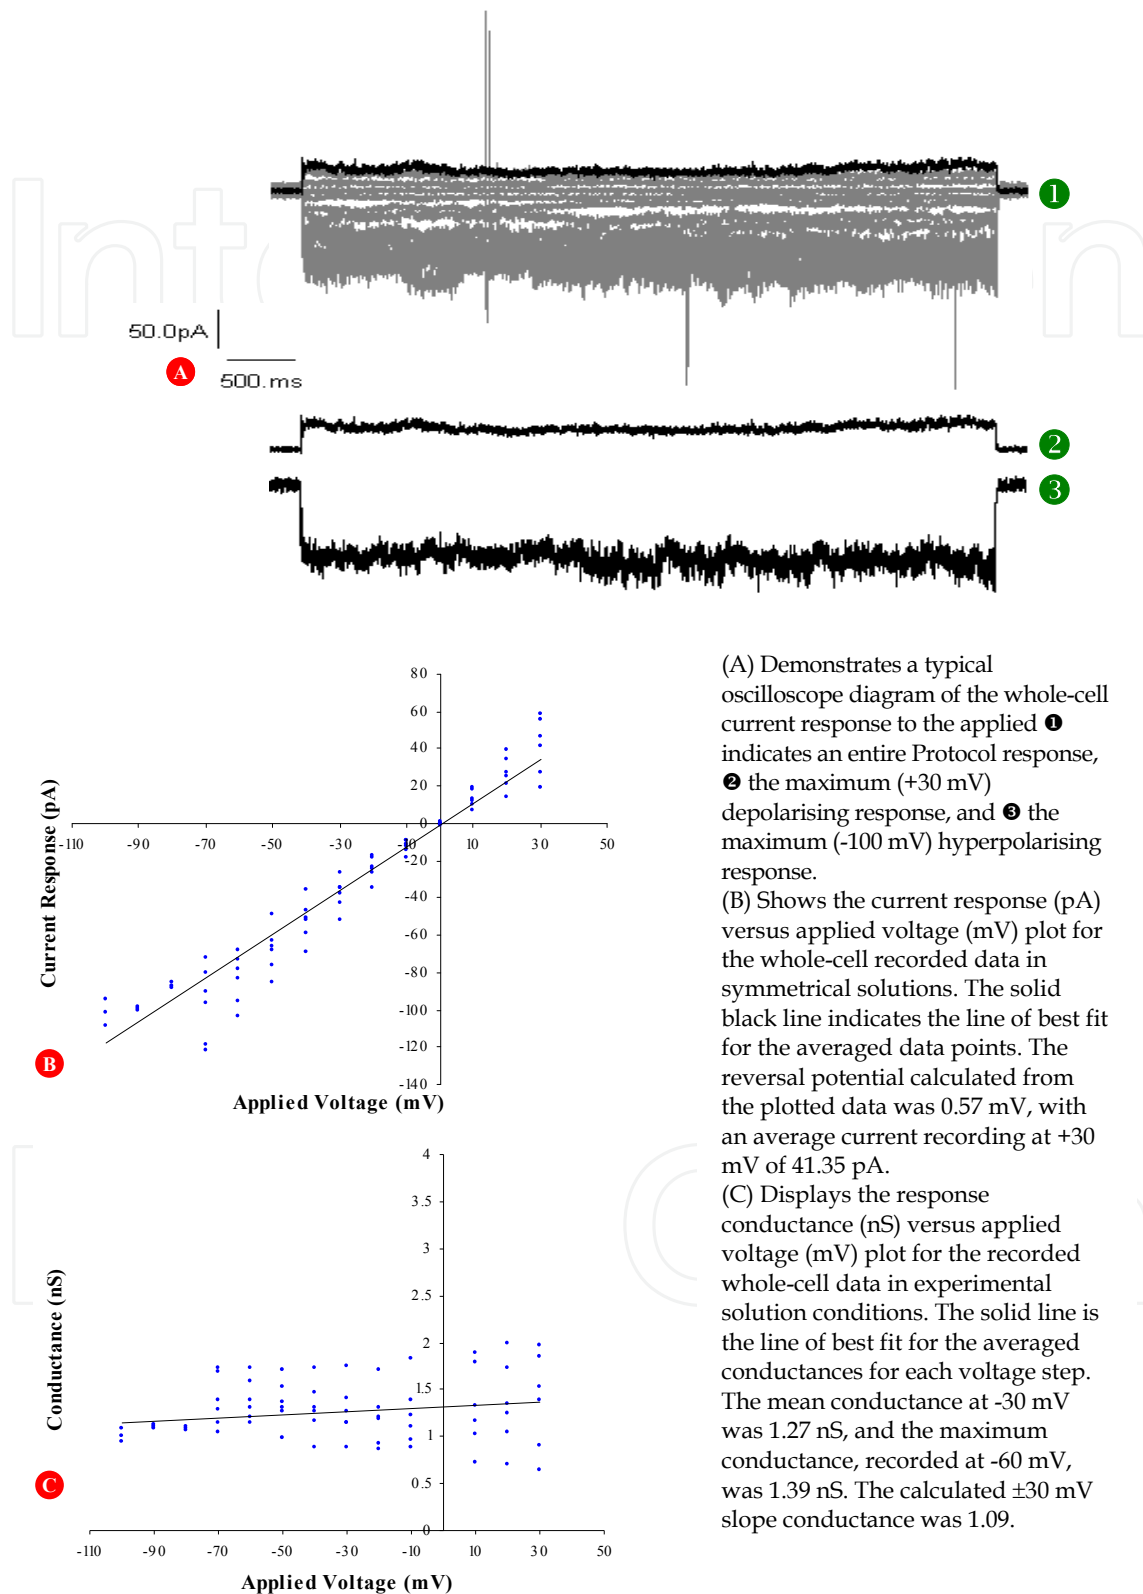 1
50.0pA
A
500.ms
2
3
80
60
40
20
0
-20
-40
-60
-80
-100
-120
-140
-110
-90
-70
-50
-30
-10
10
30
50
Current Response (pA)
Applied Voltage (mV)
B
(A) Demonstrates a typical
oscilloscope diagram of the whole-cell
current response to the applied ❶
indicates an entire Protocol response,
❷ the maximum (+30 mV)
depolarising response, and ❸ the
maximum (-100 mV) hyperpolarising
response.
(B) Shows the current response (pA)
versus applied voltage (mV) plot for
the whole-cell recorded data in
symmetrical solutions. The solid
black line indicates the line of best fit
for the averaged data points. The
reversal potential calculated from
the plotted data was 0.57 mV, with
an average current recording at +30
mV of 41.35 pA.
(C) Displays the response
conductance (nS) versus applied
voltage (mV) plot for the recorded
whole-cell data in experimental
solution conditions. The solid line is
the line of best fit for the averaged
conductances for each voltage step.
The mean conductance at -30 mV
was 1.27 nS, and the maximum
conductance, recorded at -60 mV,
was 1.39 nS. The calculated ±30 mV
slope conductance was 1.09.
4
3.5
3
2.5
2
1.5
1
0.5
0
-110
-90
-70
-50
-30
-10
10
30
50
Conductance (nS)
Applied Voltage (mV)
C